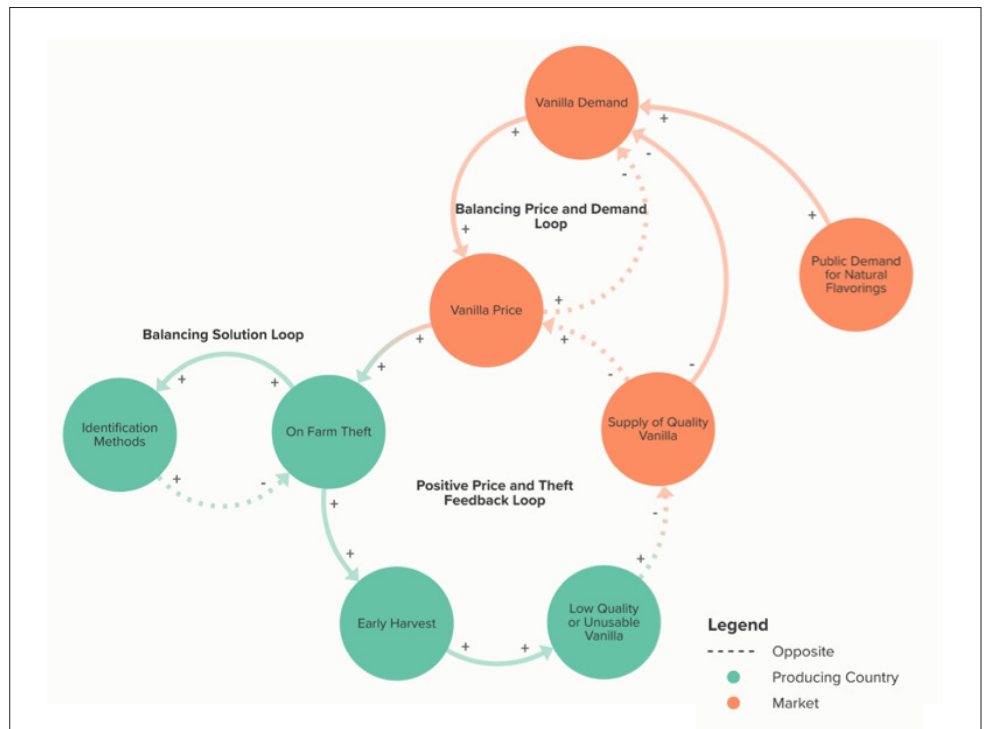 Vanilla Demand
+
+
-
-
Balancing Price and Demand
Loop
+
+
Public Demand
for Natural
Flavorings
Vanilla Price
+
+
+
-
-
Balancing Solution Loop
+
+
+
Identification
Methods
On Farm Theft
Supply of Quality
Vanilla
+
-
Positive Price and Theft
Feedback Loop
+
-
+
+
Early Harvest
Low Quality
or Unusable
Vanilla
+
+
Legend
Opposite
Producing Country
Market